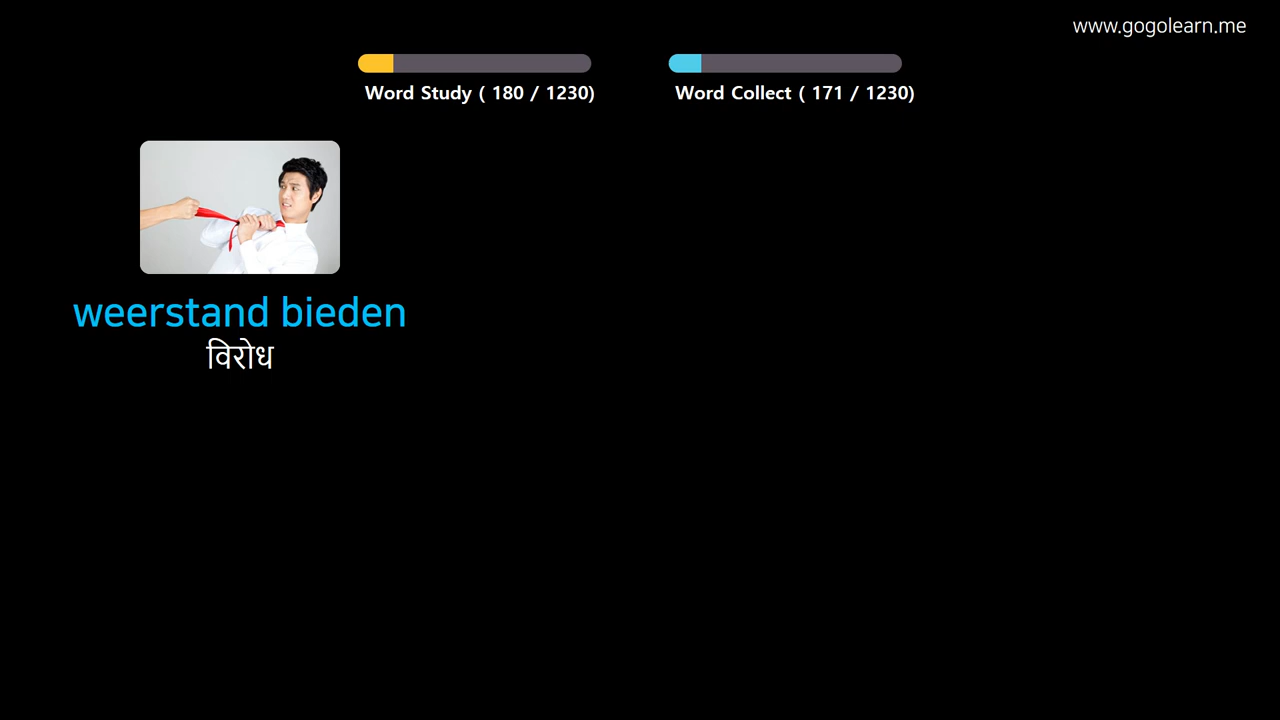 www.gogolearn.me
Word Study ( 180 / 1230)
Word Collect ( 171 / 1230)
weerstand bieden
विरोध